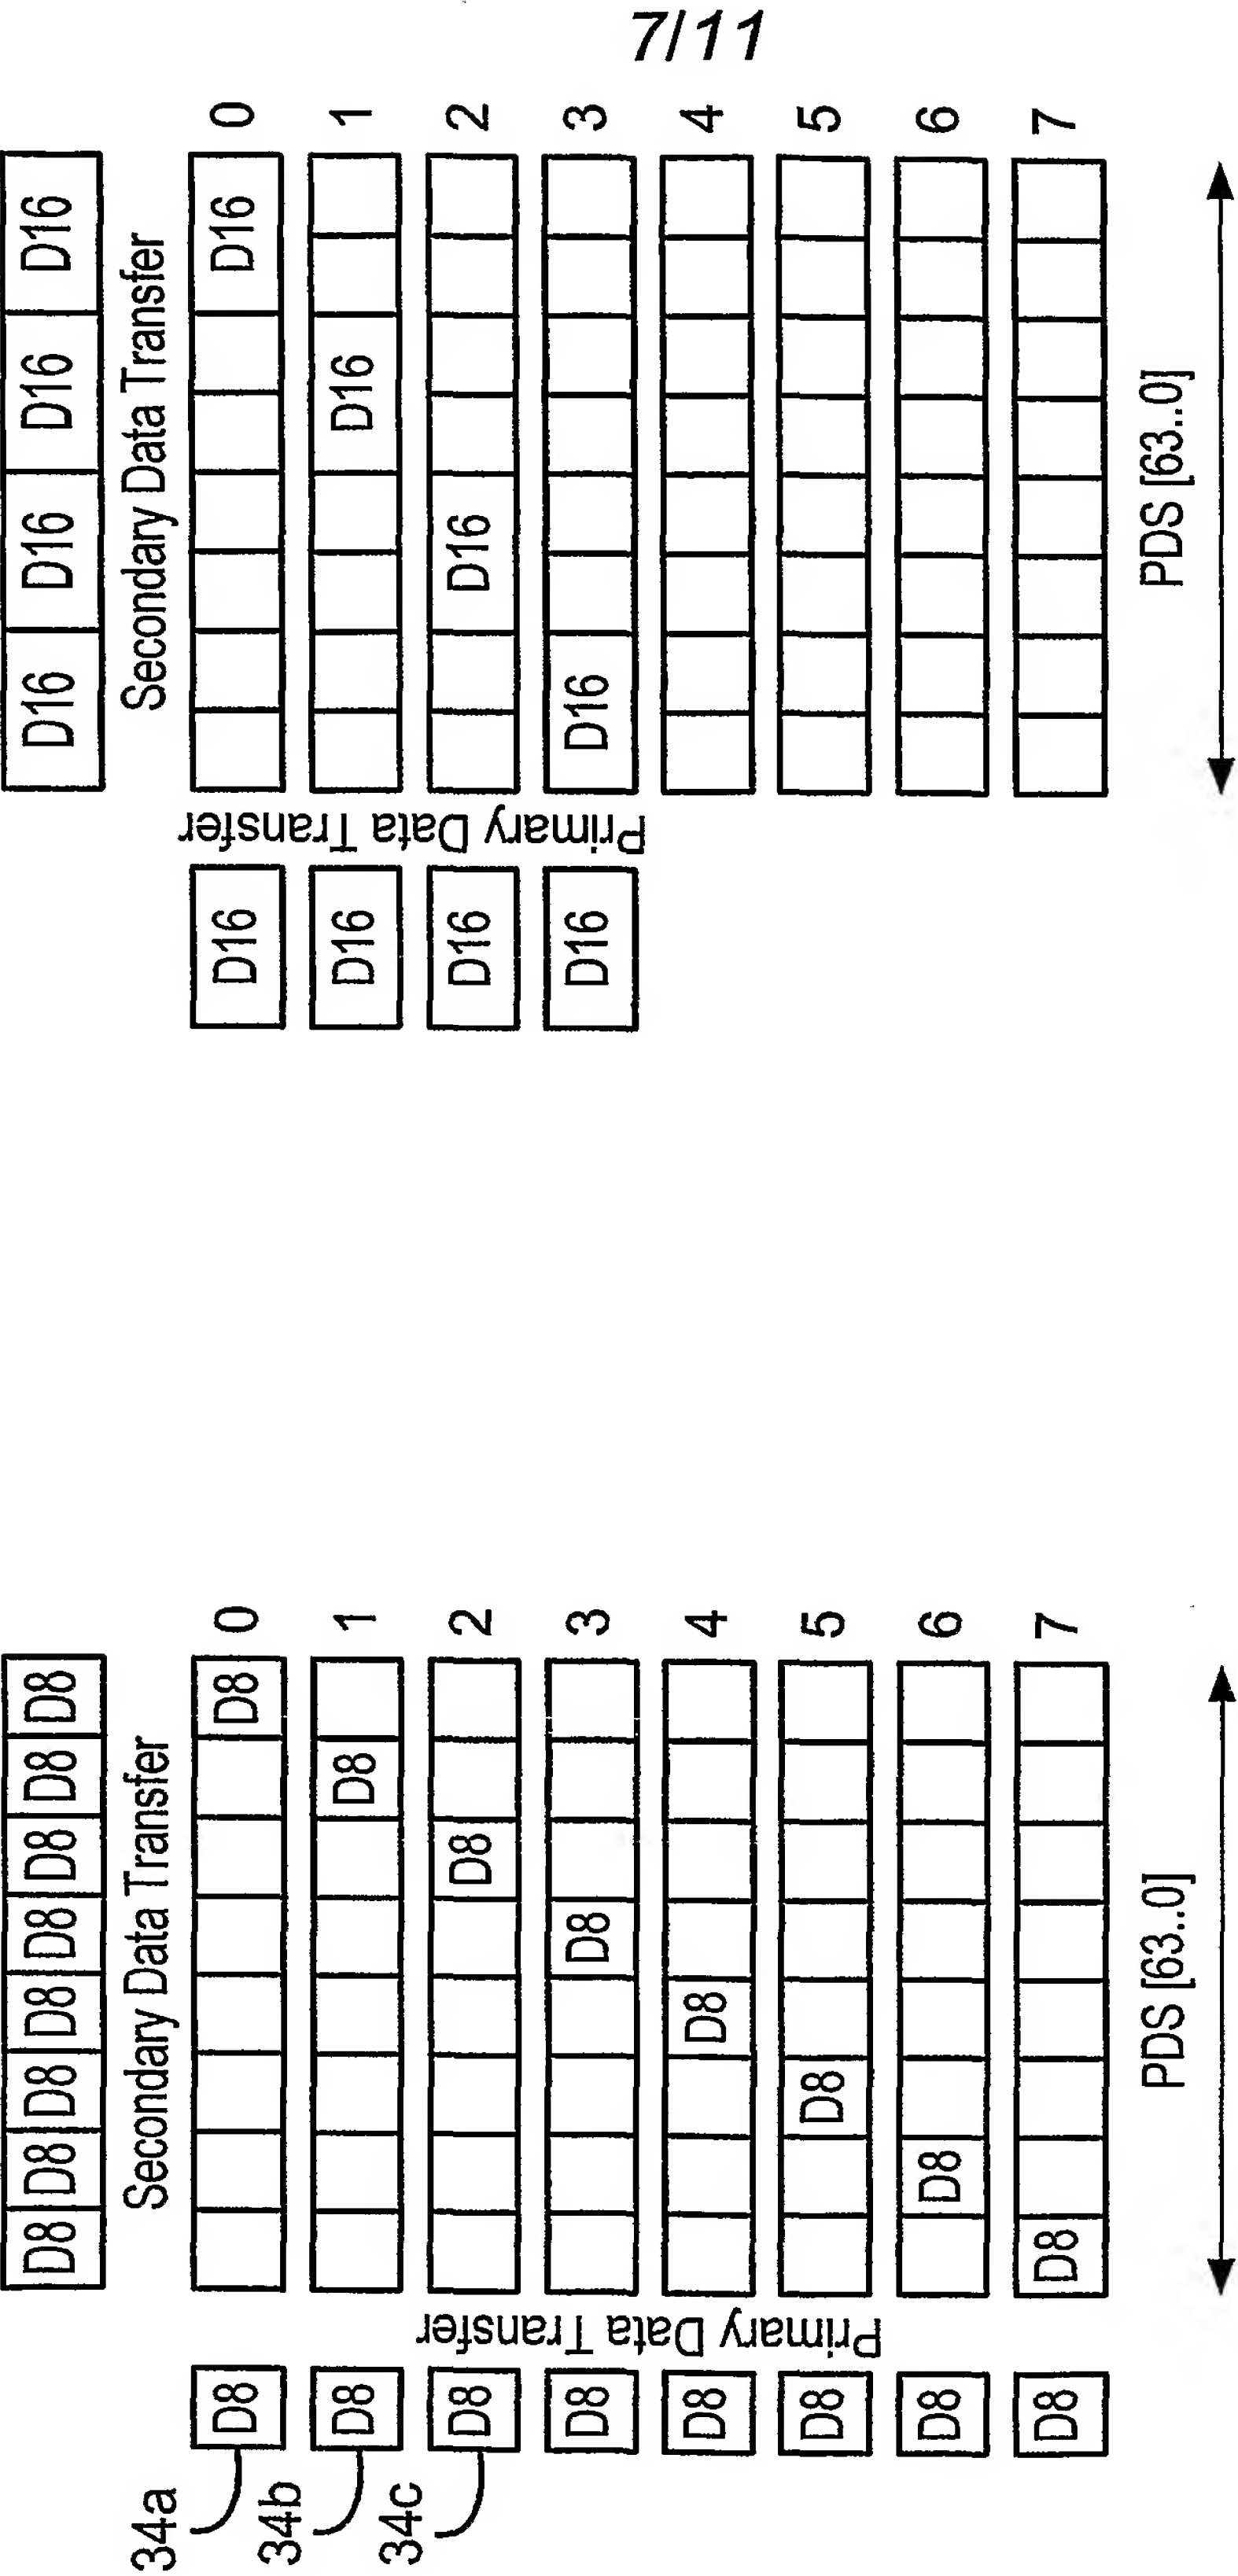 7/11
D8 D8 D8 D8 D8 D8 D8 D8
Secondary Data Transfer
34a D8 D8 0
34b D8 D8 1
34c D8 D8 2
D8 D8 3
D8 D8 4
D8 D8 5
D8 D8 6
D8 D8 7
Primary Data Transfer
PDS [63..0]
D16 D16 D16 D16
Secondary Data Transfer
D16 D16 0
D16 D16 1
D16 D16 2
D16 D16 3
4
5
6
7
Primary Data Transfer
PDS [63..0]